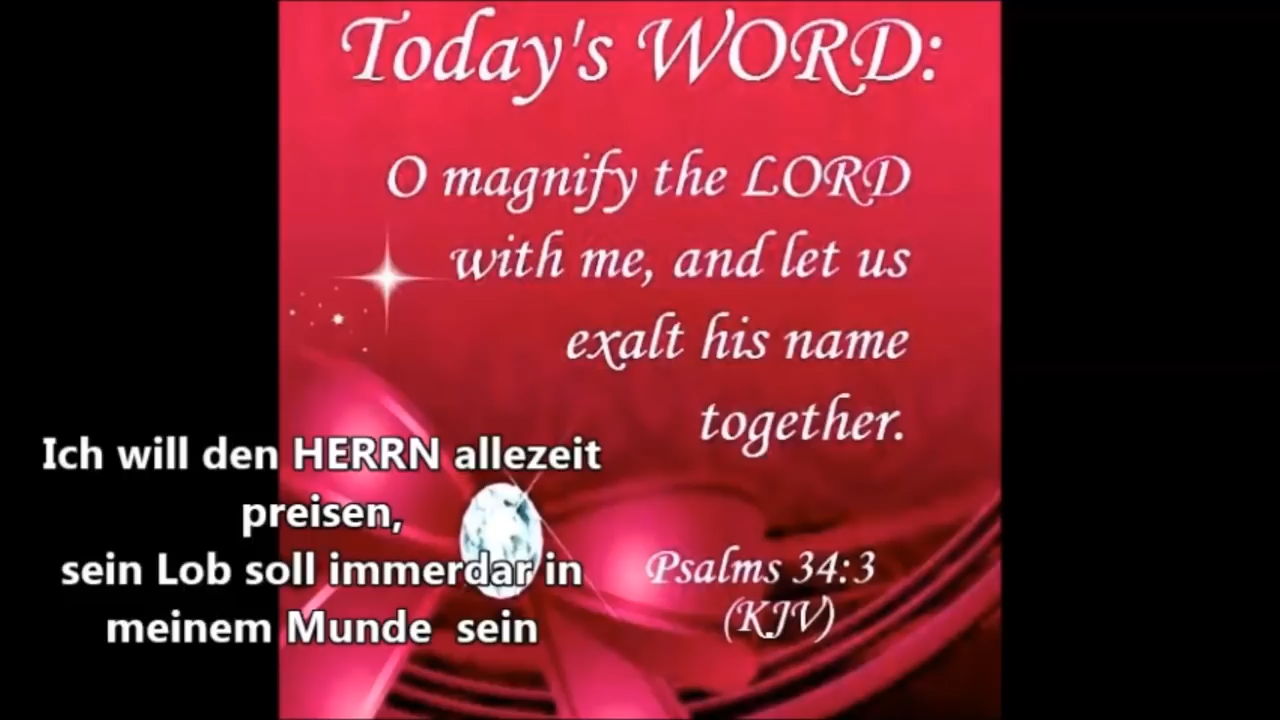 Today's WORD:
O magnify the LORD
with me, and let us
exalt his name
together.
Psalms 34:3
(KJV)
Ich will den HERRN allezeit
preisen,
sein Lob soll immerdar in
meinem Munde  sein